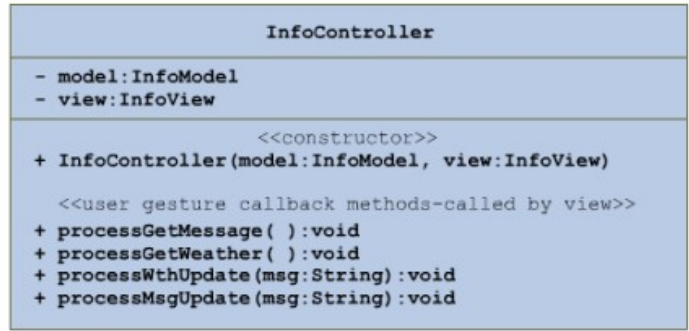 InfoController
- model:InfoModel
- view:InfoView
<<constructor>>
+ InfoController(model:InfoModel, view:InfoView)
<<user gesture callback methods-called by view>>
+ processGetMessage( ):void
+ processGetWeather( ):void
+ processWthUpdate(msg:String):void
+ processMsgUpdate(msg:String):void